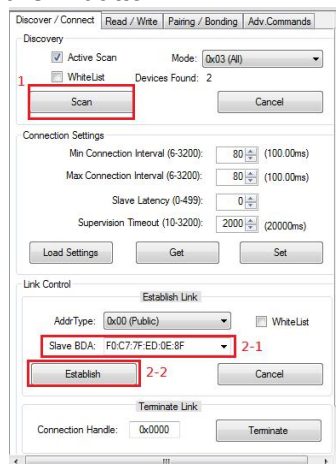 Discover / Connect Read / Write Pairing / Bonding Adv.Commands
Discovery
Active Scan Mode: 0x03 (All)
1 WhiteList Devices Found: 2
Scan Cancel
Connection Settings
Min Connection Interval (6-3200): 80 (100.00ms)
Max Connection Interval (6-3200): 80 (100.00ms)
Slave Latency (0-499): 0
Supervision Timeout (10-3200): 2000 (20000ms)
Load Settings Get Set
Link Control
Establish Link
AddrType: 0x00 (Public) WhiteList
Slave BDA: F0:C7:7F:ED:0E:8F 2-1
Establish 2-2 Cancel
Terminate Link
Connection Handle: 0x0000 Terminate